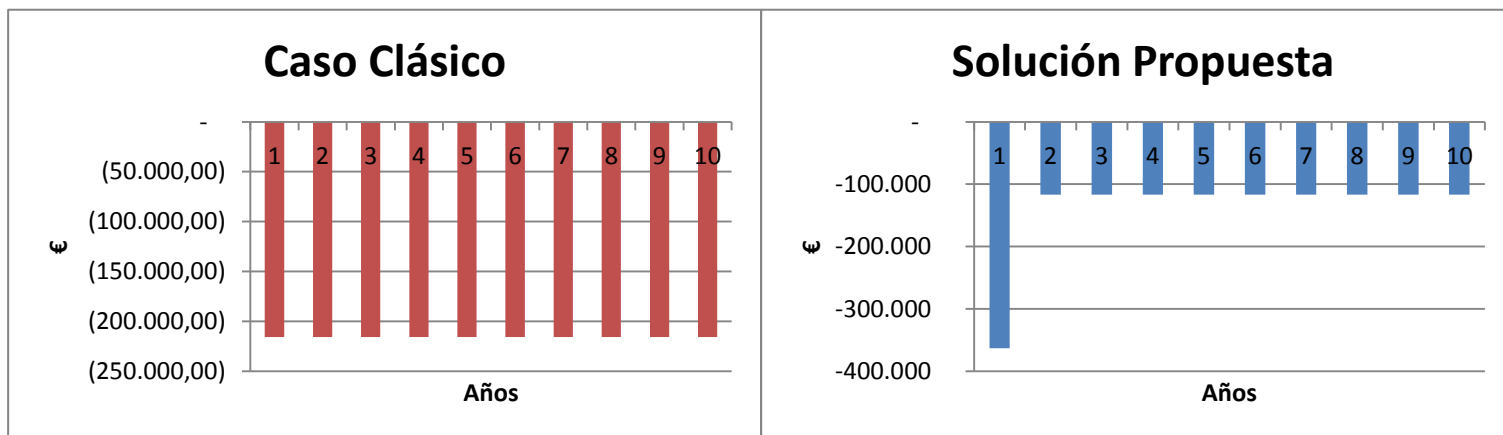 Caso Clásico
-
(50.000,00)
(100.000,00)
(150.000,00)
(200.000,00)
(250.000,00)
€
1 2 3 4 5 6 7 8 9 10
Años
Solución Propuesta
-
-100.000
-200.000
-300.000
-400.000
€
1 2 3 4 5 6 7 8 9 10
Años